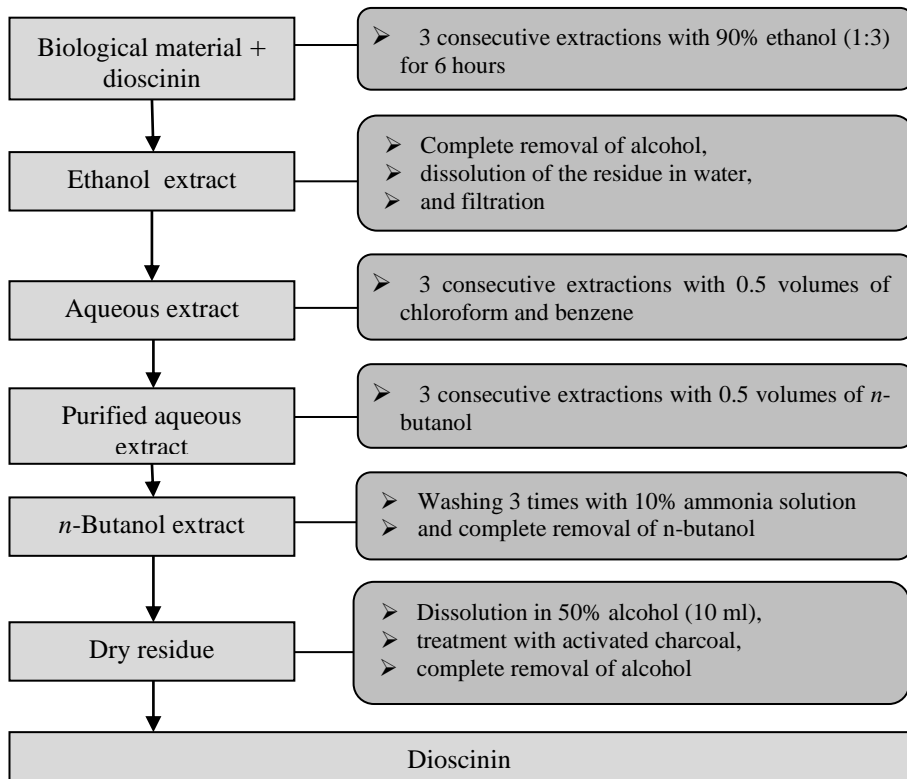 Biological material +
dioscinin
➢ 3 consecutive extractions with 90% ethanol (1:3)
for 6 hours
Ethanol extract
➢ Complete removal of alcohol,
➢ dissolution of the residue in water,
➢ and filtration
Aqueous extract
➢ 3 consecutive extractions with 0.5 volumes of
chloroform and benzene
Purified aqueous
extract
➢ 3 consecutive extractions with 0.5 volumes of n-
butanol
n-Butanol extract
➢ Washing 3 times with 10% ammonia solution
➢ and complete removal of n-butanol
Dry residue
➢ Dissolution in 50% alcohol (10 ml),
➢ treatment with activated charcoal,
➢ complete removal of alcohol
Dioscinin